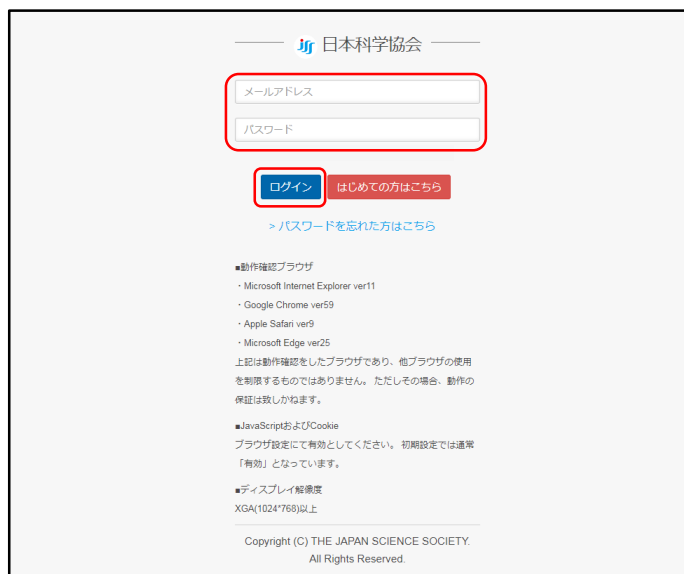 jss 日本科学協会
メールアドレス
パスワード
ログイン はじめての方はこちら
> パスワードを忘れた方はこちら
■動作確認ブラウザ
・Microsoft Internet Explorer ver11
・Google Chrome ver59
・Apple Safari ver9
・Microsoft Edge ver25
上記は動作確認をしたブラウザであり、他ブラウザの使用
を制限するものではありません。 ただしその場合、動作の
保証は致しかねます。
■JavaScriptおよびCookie
ブラウザ設定にて有効としてください。 初期設定では通常
「有効」となっています。
■ディスプレイ解像度
XGA(1024*768)以上
Copyright (C) THE JAPAN SCIENCE SOCIETY.
All Rights Reserved.